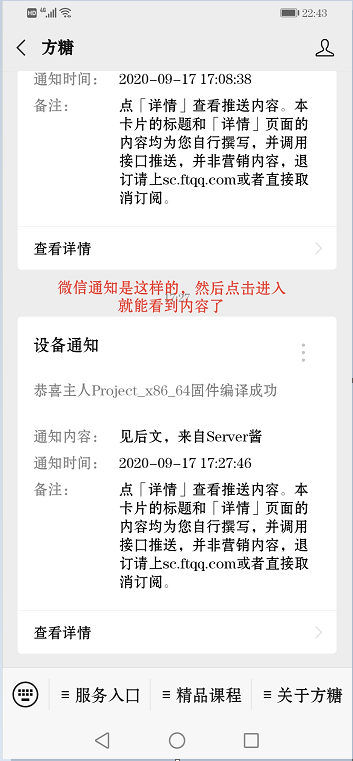 HD 4G 22:43
方糖
通知时间： 2020-09-17 17:08:38
备注： 点「详情」查看推送内容。本
卡片的标题和「详情」页面的
内容均为您自行撰写，并调用
接口推送，并非营销内容，退
订请上sc.ftqq.com或者直接取
消订阅。
查看详情
微信通知是这样的，然后点击进入
就能看到内容了
设备通知
恭喜主人Project_x86_64固件编译成功
通知内容： 见后文，来自Server酱
通知时间： 2020-09-17 17:27:46
备注： 点「详情」查看推送内容。本
卡片的标题和「详情」页面的
内容均为您自行撰写，并调用
接口推送，并非营销内容，退
订请上sc.ftqq.com或者直接取
消订阅。
查看详情
服务入口 精品课程 关于方糖